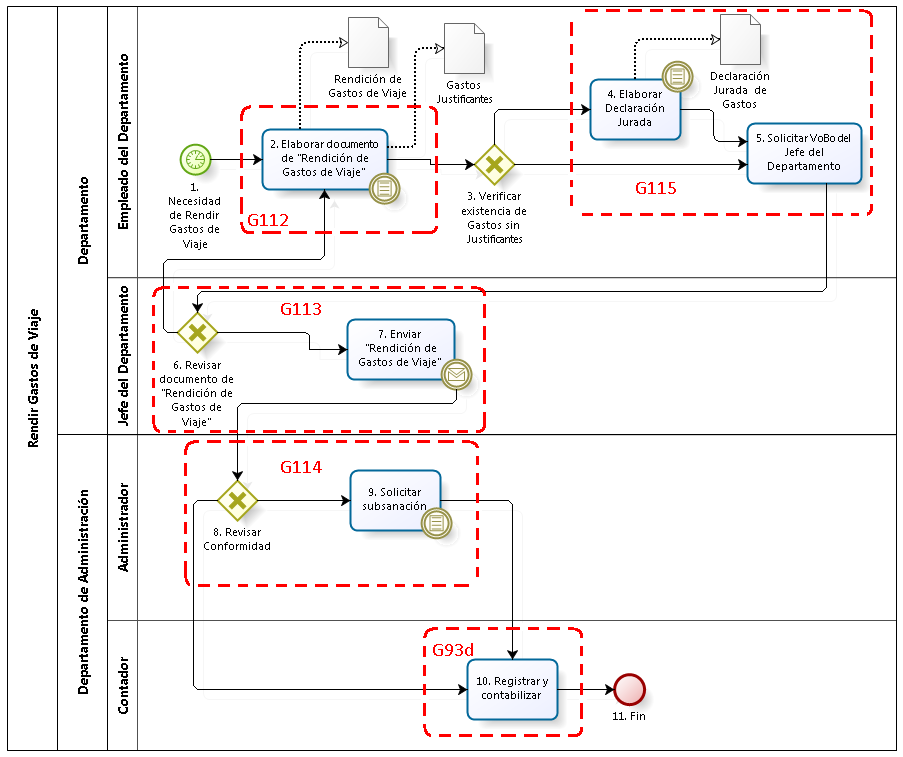 Rendir Gastos de Viaje
Departamento
Empleado del Departamento
Rendición de
Gastos de Viaje
Gastos
Justificantes
Declaración
Jurada de
Gastos
1.
Necesidad
de Rendir
Gastos de
Viaje
2. Elaborar documento
de "Rendición de
Gastos de Viaje"
G112
3. Verificar
existencia de
Gastos sin
Justificantes
4. Elaborar
Declaración
Jurada
5. Solicitar VoBo del
Jefe del
Departamento
G115
Jefe del Departamento
G113
6. Revisar
documento de
"Rendición de
Gastos de
Viaje"
7. Enviar
"Rendición de
Gastos de Viaje"
Departamento de Administración
Administrador
G114
8. Revisar
Conformidad
9. Solicitar
subsanación
Contador
G93d
10. Registrar y
contabilizar
11. Fin